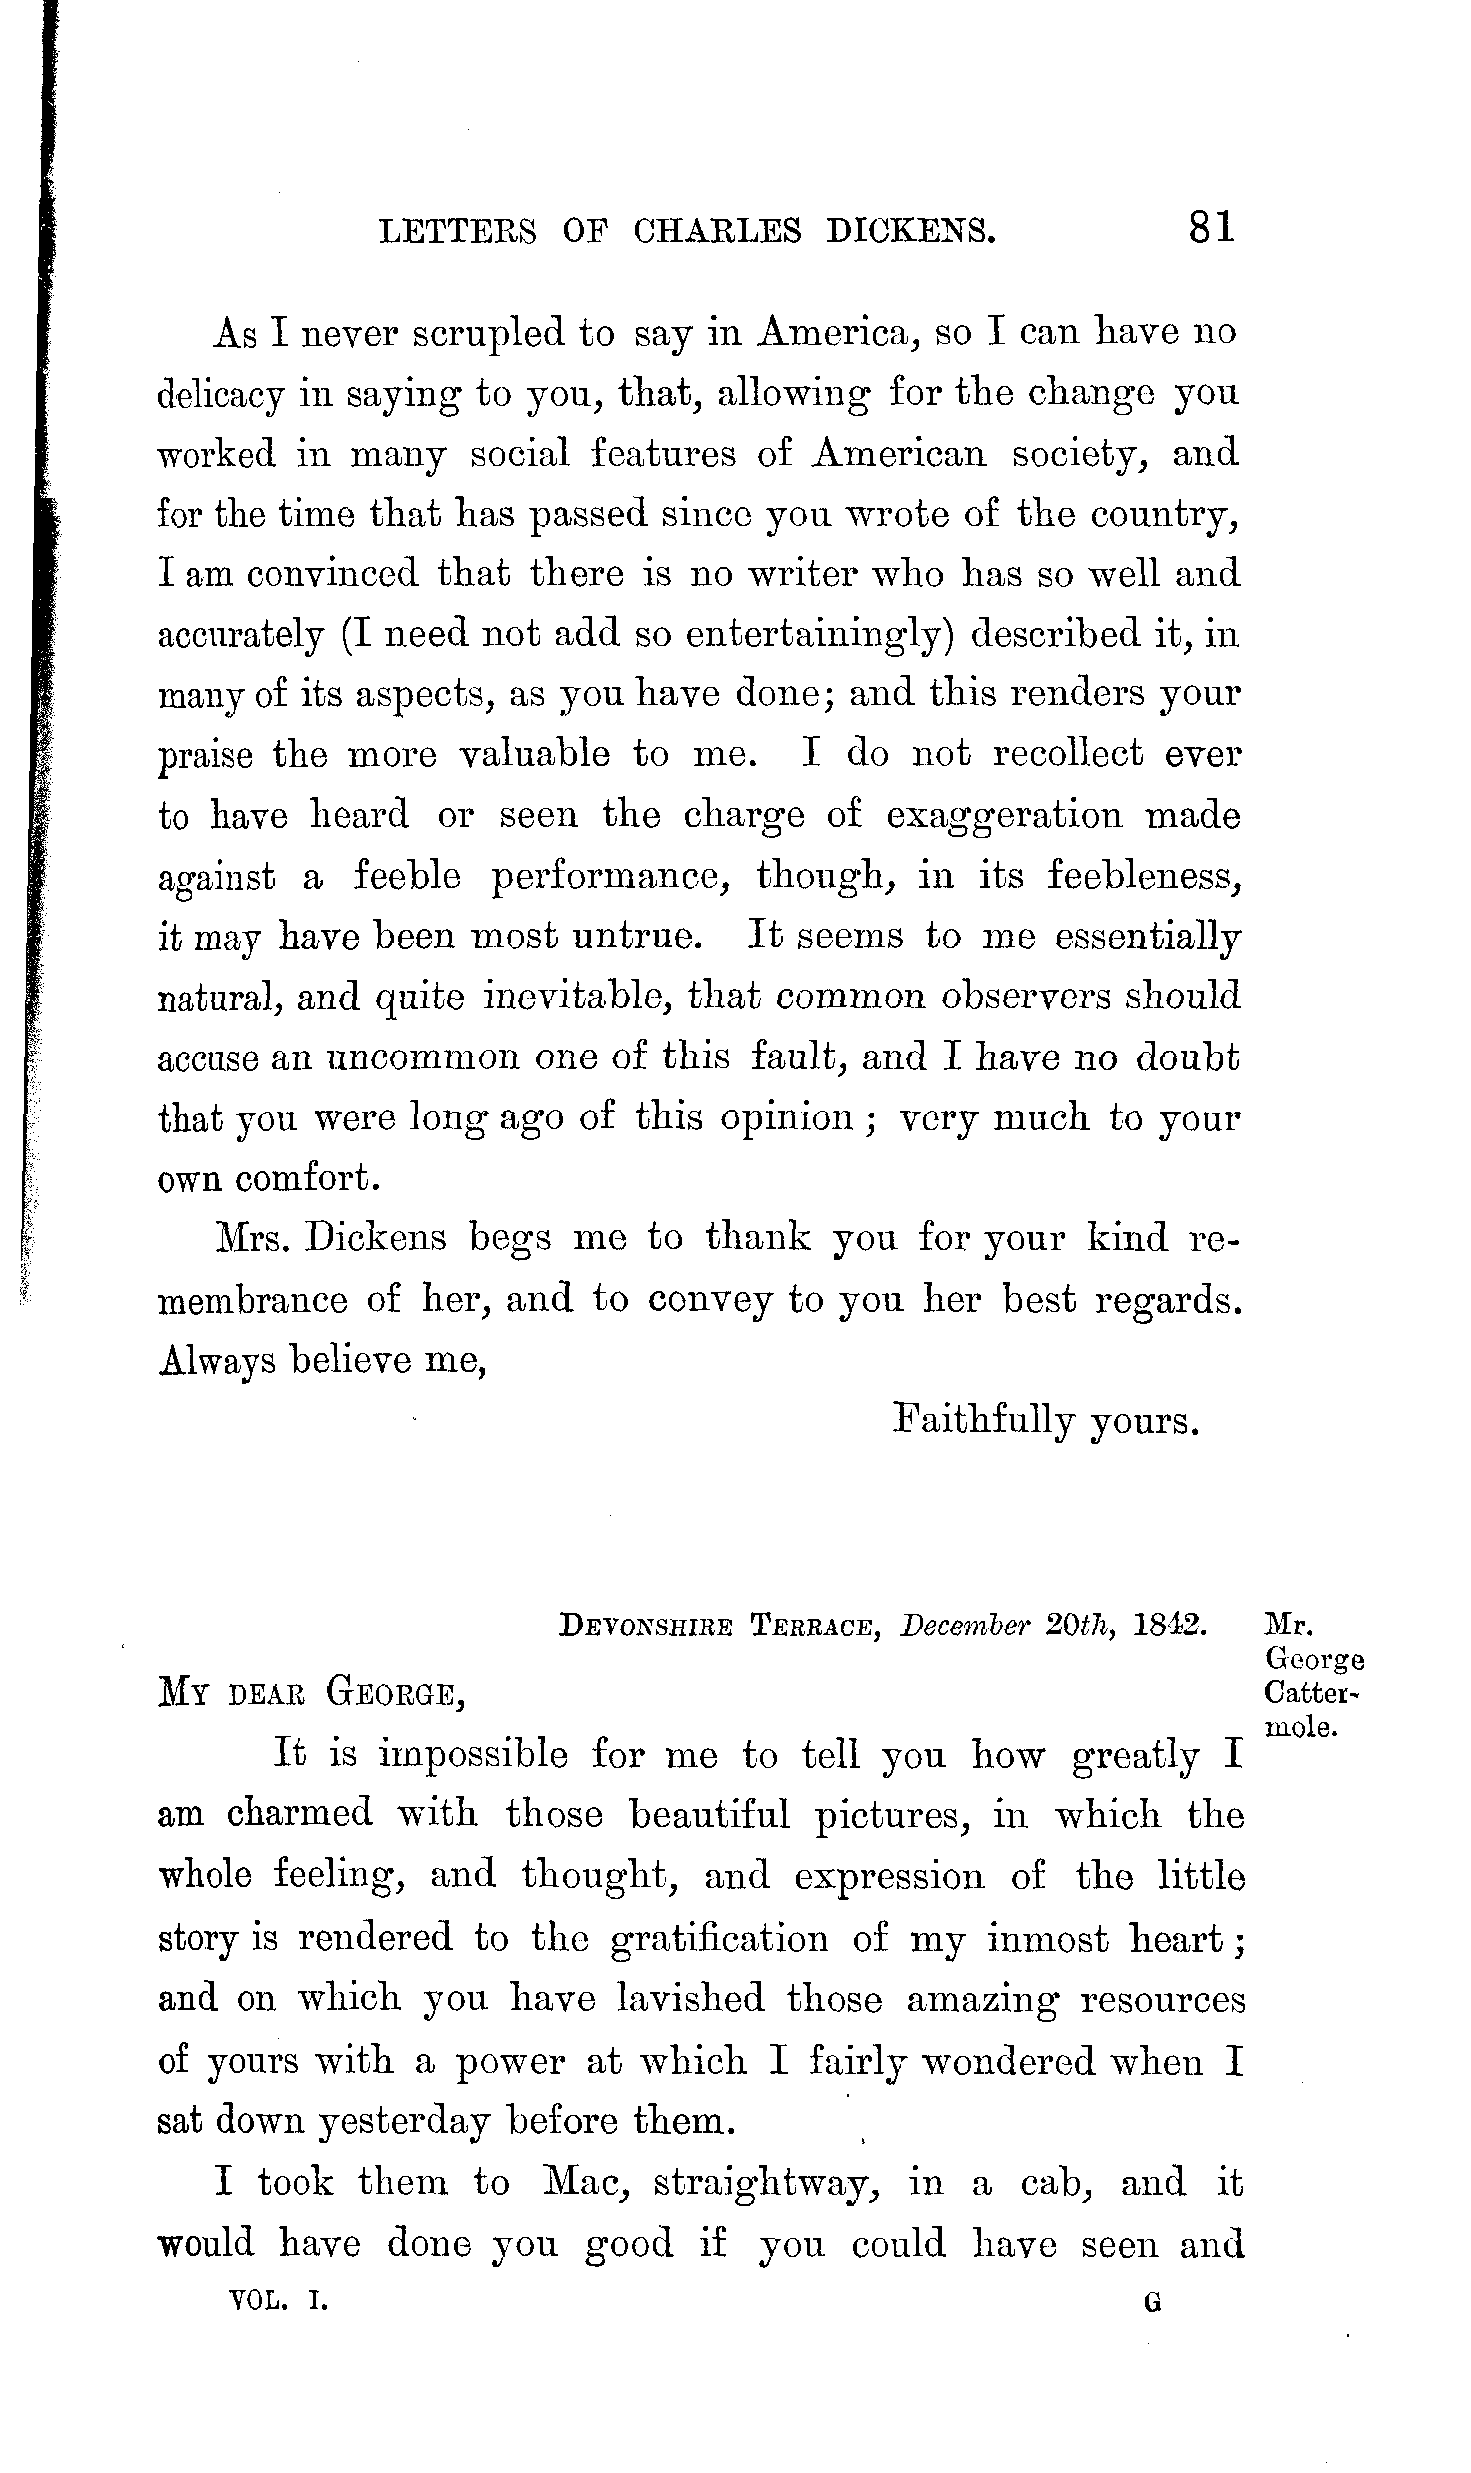 LETTERS OF CHARLES DICKENS. 81
As I never scrupled to say in America, so I can have no
delicacy in saying to you, that, allowing for the change you
worked in many social features of American society, and
for the time that has passed since you wrote of the country,
I am convinced that there is no writer who has so well and
accurately (I need not add so entertainingly) described it, in
many of its aspects, as you have done; and this renders your
praise the more valuable to me. I do not recollect ever
to have heard or seen the charge of exaggeration made
against a feeble performance, though, in its feebleness,
it may have been most untrue. It seems to me essentially
natural, and quite inevitable, that common observers should
accuse an uncommon one of this fault, and I have no doubt
that you were long ago of this opinion ; very much to your
own comfort.
Mrs. Dickens begs me to thank you for your kind re-
membrance of her, and to convey to you her best regards.
Always believe me,
Faithfully yours.
DEVONSHIRE TERRACE, December 20th, 1842.
Mr.
George
Catter-
mole.
MY DEAR GEORGE,
It is impossible for me to tell you how greatly I
am charmed with those beautiful pictures, in which the
whole feeling, and thought, and expression of the little
story is rendered to the gratification of my inmost heart ;
and on which you have lavished those amazing resources
of yours with a power at which I fairly wondered when I
sat down yesterday before them.
I took them to Mac, straightway, in a cab, and it
would have done you good if you could have seen and
VOL. I. G